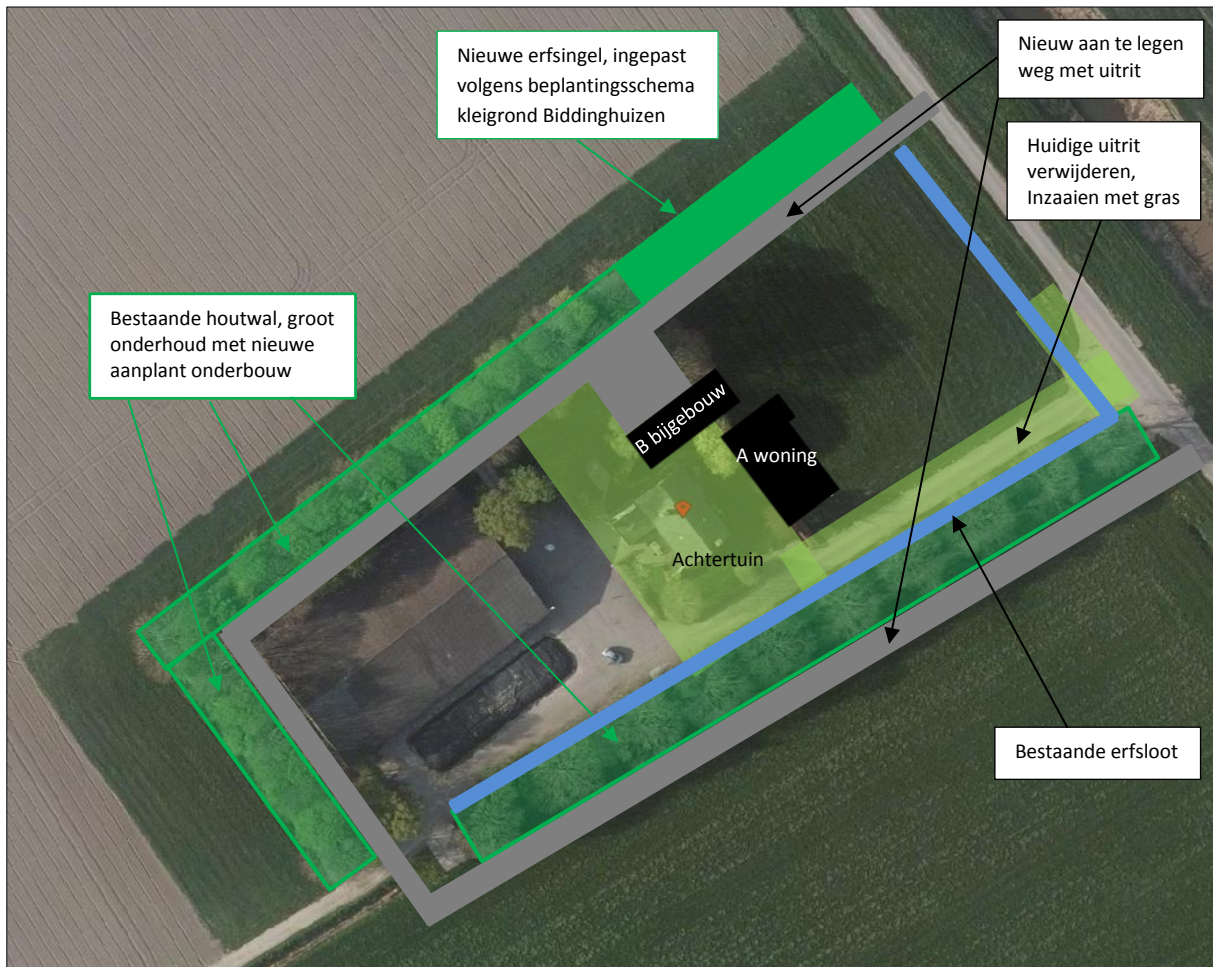 Nieuwe erfsingel, ingepast
volgens beplantingsschema
kleigrond Biddinghuizen
Nieuw aan te legen
weg met uitrit
Huidige uitrit
verwijderen,
Inzaaien met gras
Bestaande houtwal, groot
onderhoud met nieuwe
aanplant onderbouw
B bijgebouw
A woning
Achtertuin
Bestaande erfsloot